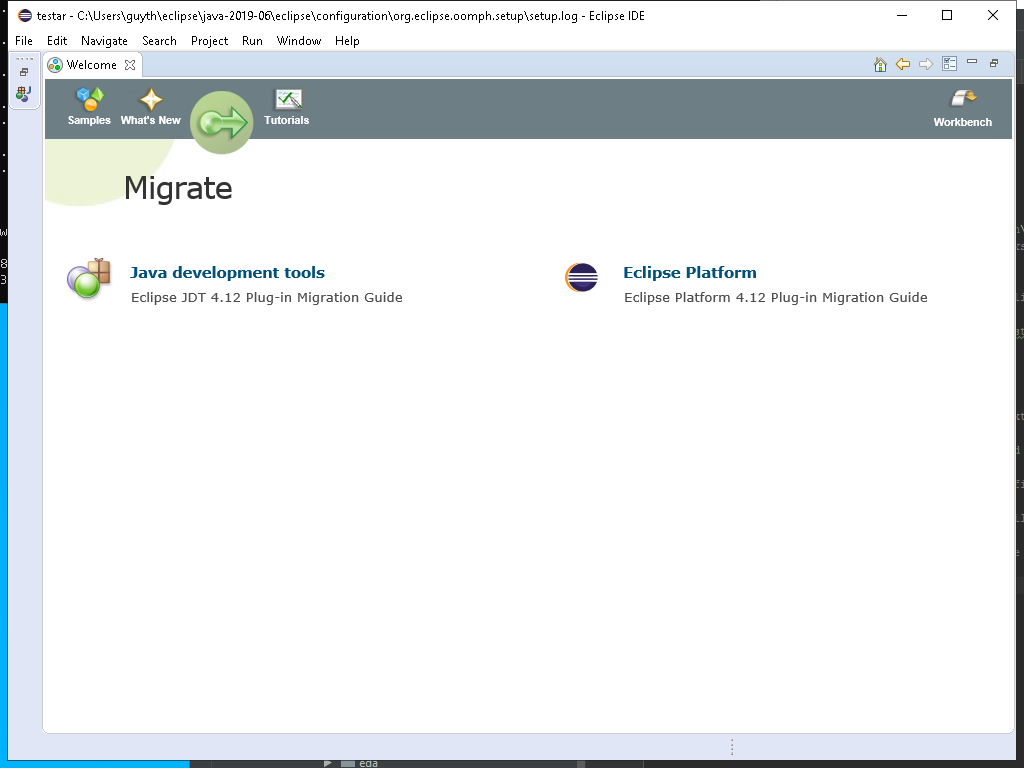 testar - C:\Users\guyth\eclipse\java-2019-06\eclipse\configuration\org.eclipse.oomph.setup\setup.log - Eclipse IDE
File Edit Navigate Search Project Run Window Help
Welcome
Samples What's New Tutorials Workbench
Migrate
Java development tools
Eclipse JDT 4.12 Plug-in Migration Guide
Eclipse Platform
Eclipse Platform 4.12 Plug-in Migration Guide
eda